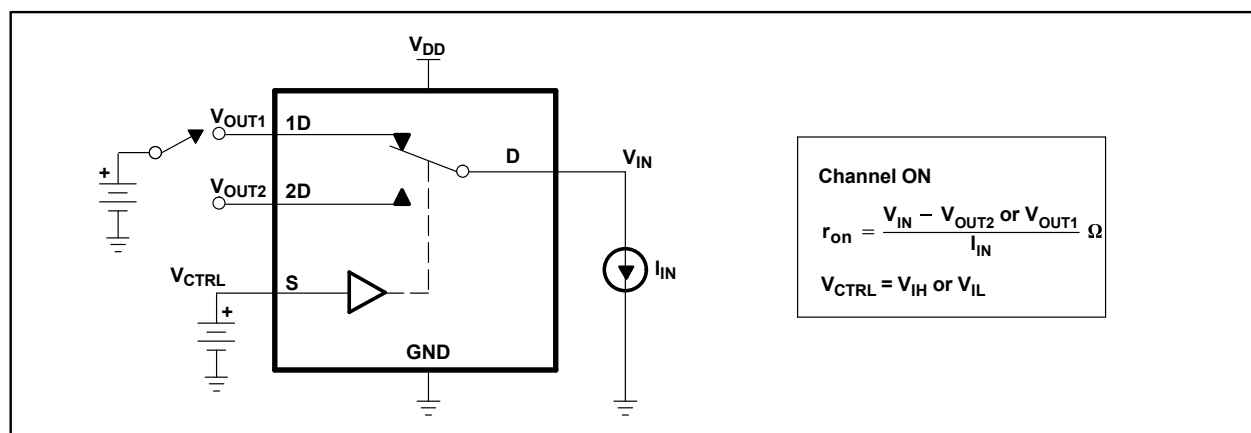 VDD
VOUT1
1D
+
D
VIN
VOUT2
2D
VCTRL
S
+
IIN
GND
Channel ON
ron = VIN − VOUT2 or VOUT1 / IIN Ω
VCTRL = VIH or VIL